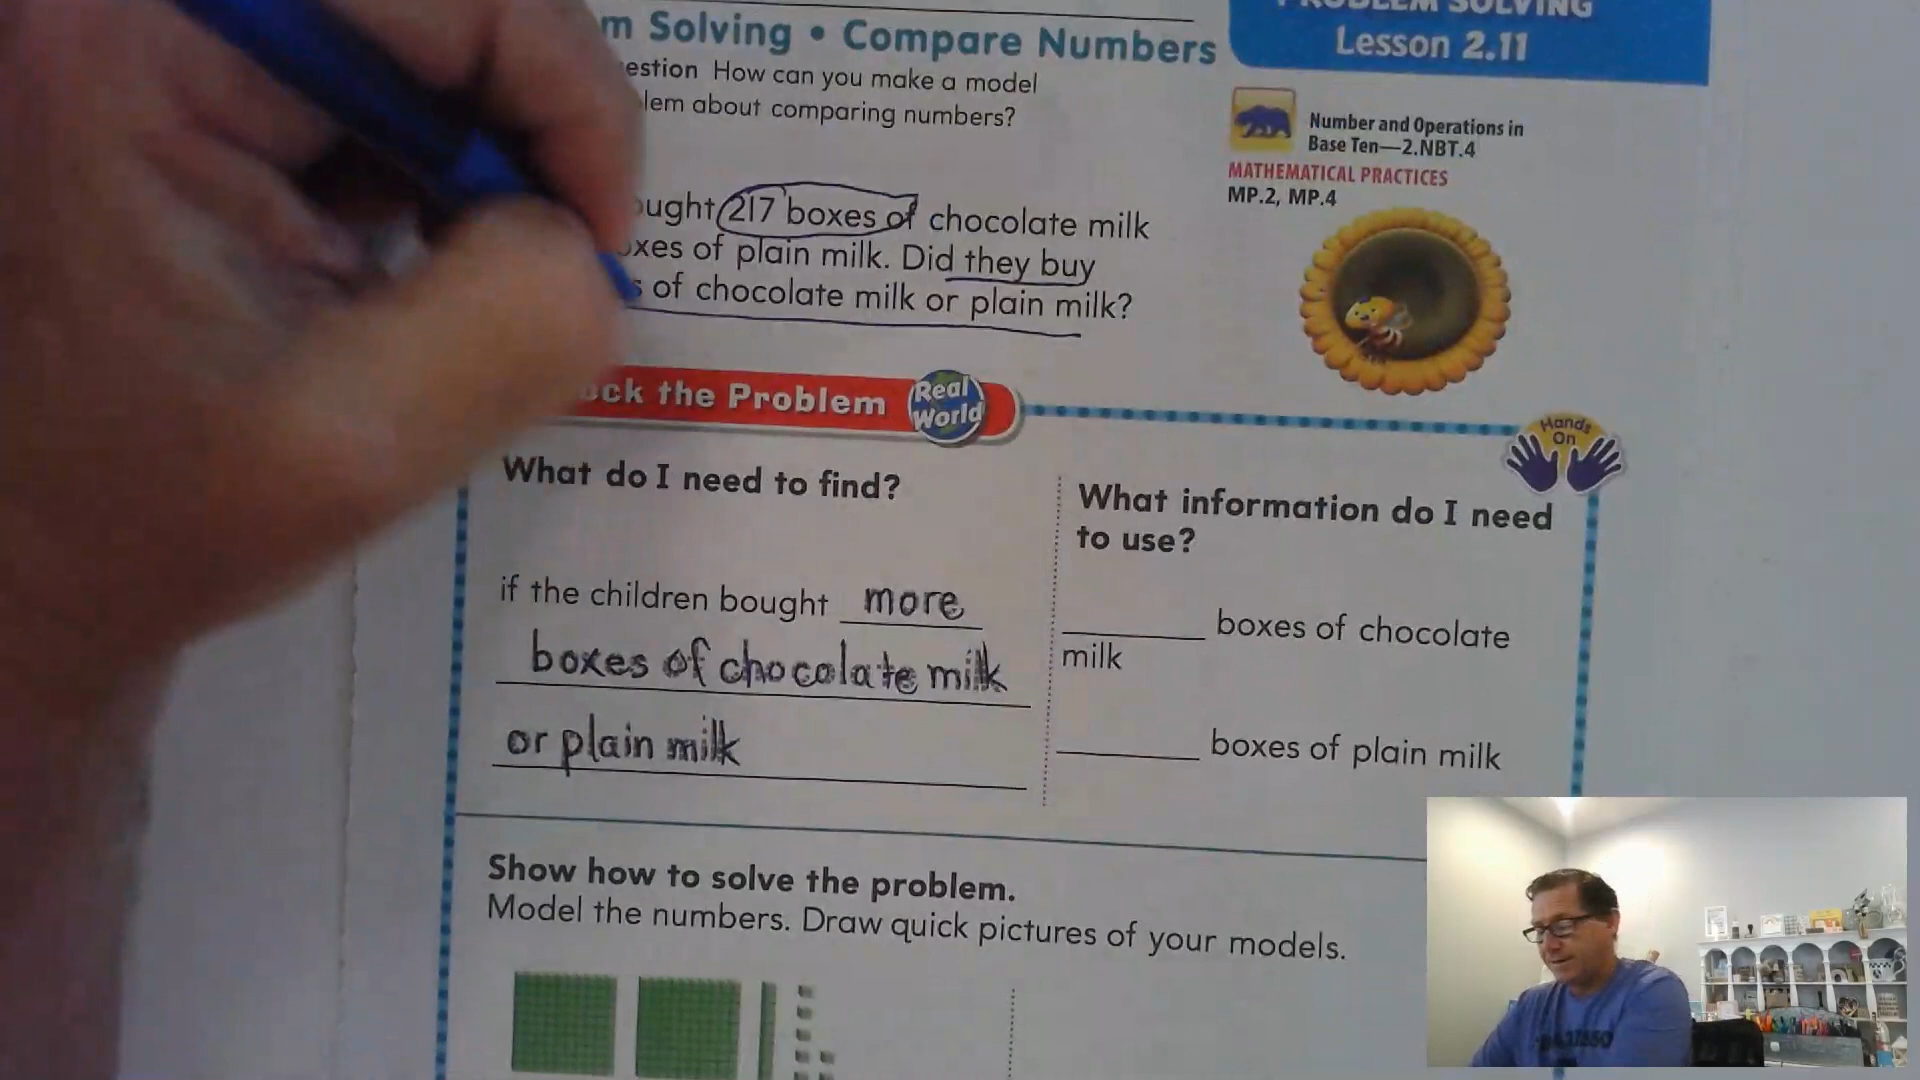 m Solving • Compare Numbers
PROBLEM SOLVING
Lesson 2.11
estion How can you make a model
lem about comparing numbers?
Number and Operations in
Base Ten—2.NBT.4
MATHEMATICAL PRACTICES
MP.2, MP.4
ought 217 boxes of chocolate milk
oxes of plain milk. Did they buy
s of chocolate milk or plain milk?
ock the Problem
Real
World
Hands
On
What do I need to find?
if the children bought more
boxes of chocolate milk
or plain milk
What information do I need
to use?
boxes of chocolate
milk
boxes of plain milk
Show how to solve the problem.
Model the numbers. Draw quick pictures of your models.